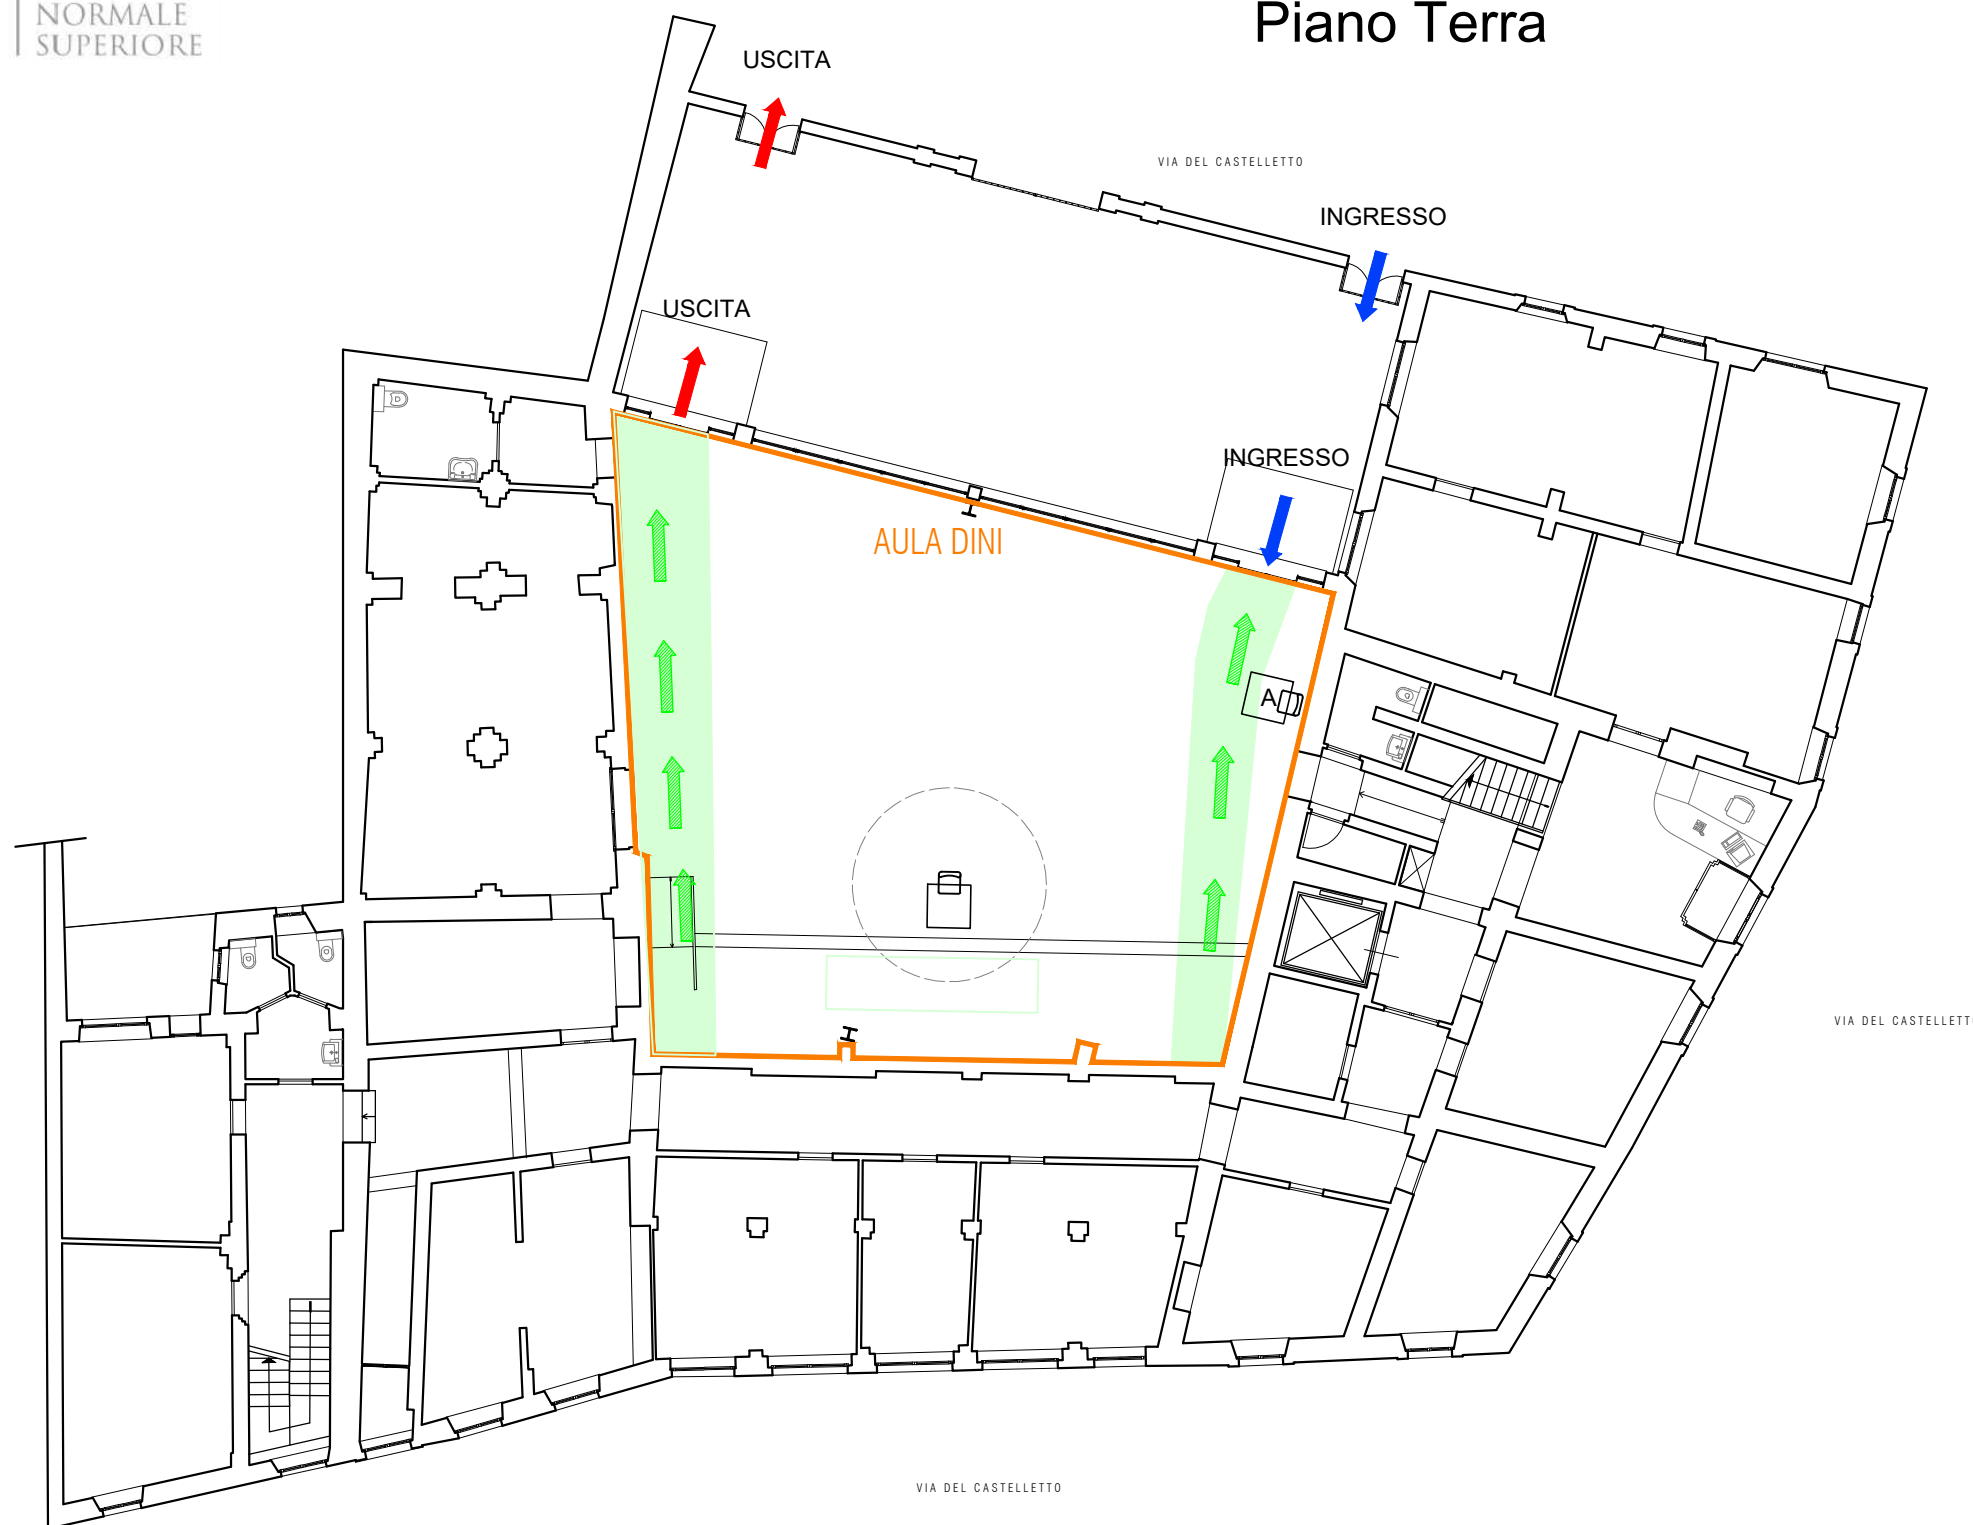 NORMALE
SUPERIORE
Piano Terra
USCITA
VIA DEL CASTELLETTO
INGRESSO
USCITA
INGRESSO
AULA DINI
A
VIA DEL CASTELLETTO
VIA DEL CASTELLETTO